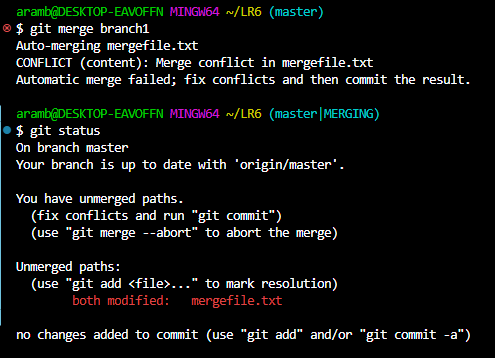 aramb@DESKTOP-EAVOFFN MINGW64 ~/LR6 (master)
$ git merge branch1
Auto-merging mergefile.txt
CONFLICT (content): Merge conflict in mergefile.txt
Automatic merge failed; fix conflicts and then commit the result.
aramb@DESKTOP-EAVOFFN MINGW64 ~/LR6 (master|MERGING)
$ git status
On branch master
Your branch is up to date with 'origin/master'.
You have unmerged paths.
(fix conflicts and run "git commit")
(use "git merge --abort" to abort the merge)
Unmerged paths:
(use "git add <file>..." to mark resolution)
both modified: mergefile.txt
no changes added to commit (use "git add" and/or "git commit -a")